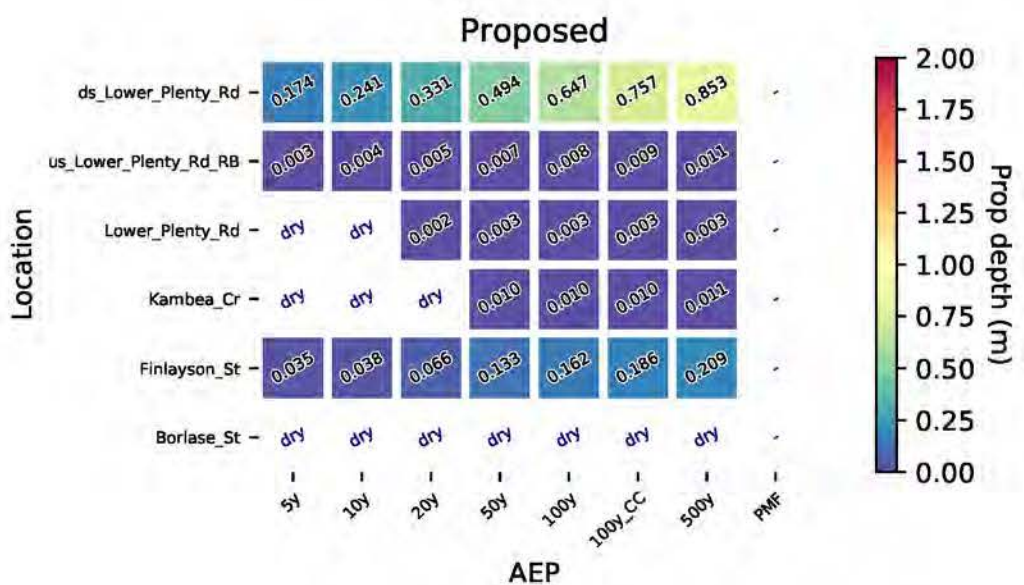 Proposed
ds_Lower_Plenty_Rd 0.174 0.241 0.331 0.494 0.647 0.757 0.853 -
us_Lower_Plenty_Rd_RB 0.003 0.004 0.005 0.007 0.008 0.009 0.011 -
Lower_Plenty_Rd dry dry 0.002 0.003 0.003 0.003 0.003 -
Kambea_Cr dry dry dry 0.010 0.010 0.010 0.011 -
Finlayson_St 0.035 0.038 0.066 0.133 0.162 0.186 0.209 -
Borlase_St dry dry dry dry dry dry dry -
5y 10y 20y 50y 100y 100y_CC 500y PMF
AEP
Location
2.00
1.75
1.50
1.25
1.00
0.75
0.50
0.25
0.00
Prop depth (m)